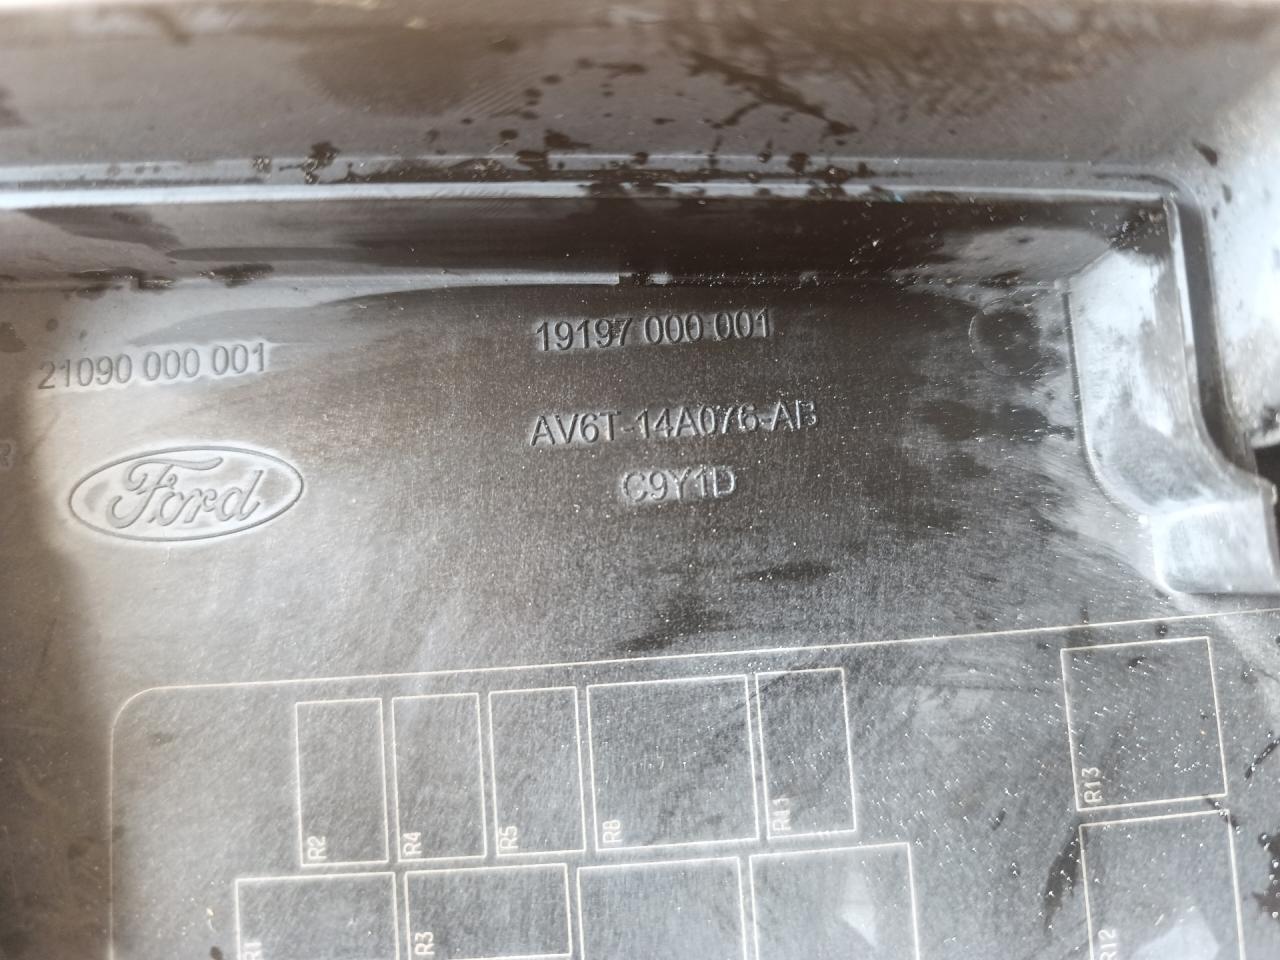 19197 000 001
21090 000 001
AV6T-14A076-AB
Ford
C9Y1D
R2
R4
R5
R8
R11
R13
R1
R3
R12